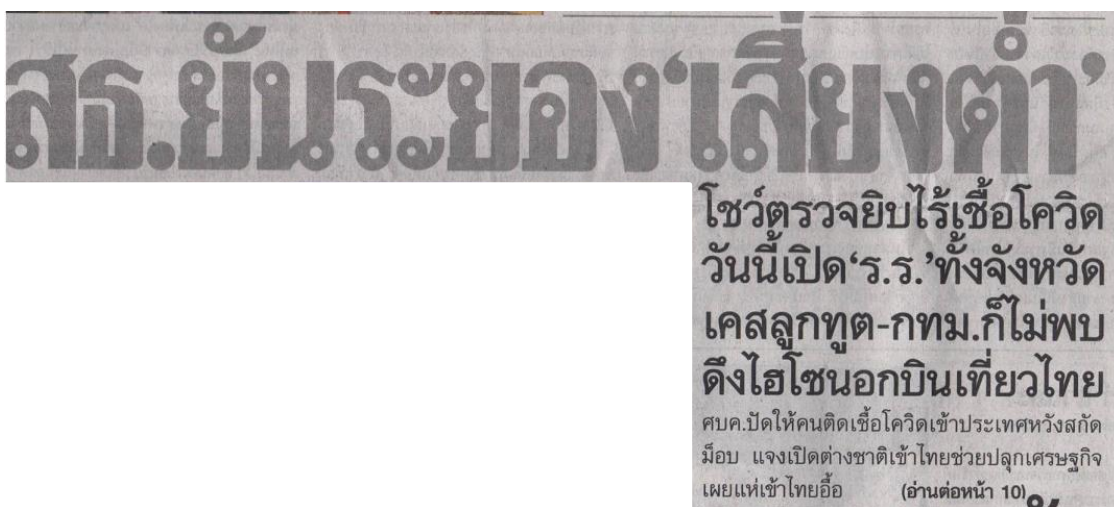 สธ.ยันระยอง‘เสี่ยงต่ำ’
โชว์ตรวจยิบไร้เชื้อโควิด
วันนี้เปิด‘ร.ร.’ทั้งจังหวัด
เคสลูกทูต-กทม.ก็ไม่พบ
ดึงไฮโซนอกบินเที่ยวไทย
ศบค.ปัดให้คนติดเชื้อโควิดเข้าประเทศหวังสกัด
ม็อบ แจงเปิดต่างชาติเข้าไทยช่วยปลุกเศรษฐกิจ
เผยแห่เข้าไทยอื้อ (อ่านต่อหน้า 10)